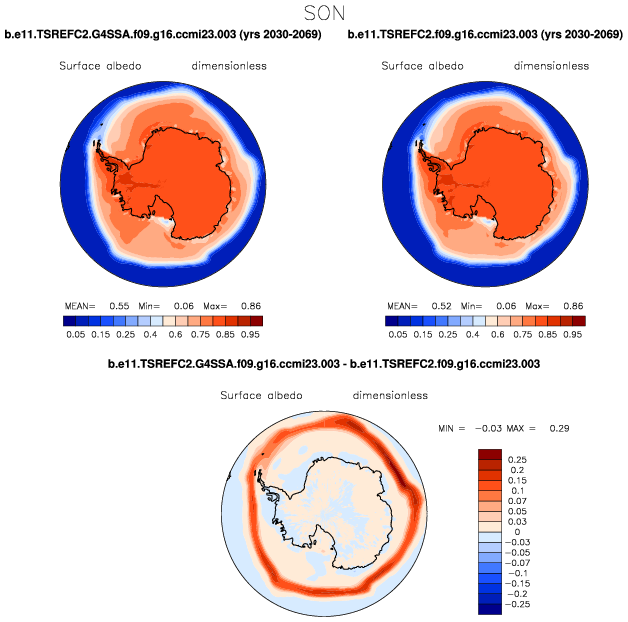 SON
b.e11.TSREFC2.G4SSA.f09.g16.ccmi23.003 (yrs 2030-2069) b.e11.TSREFC2.f09.g16.ccmi23.003 (yrs 2030-2069)
Surface albedo dimensionless Surface albedo dimensionless
MEAN= 0.55 Min= 0.06 Max= 0.86 MEAN= 0.52 Min= 0.06 Max= 0.86
0.05 0.15 0.25 0.4 0.6 0.75 0.85 0.95 0.05 0.15 0.25 0.4 0.6 0.75 0.85 0.95
b.e11.TSREFC2.G4SSA.f09.g16.ccmi23.003 - b.e11.TSREFC2.f09.g16.ccmi23.003
Surface albedo dimensionless
MIN = -0.03 MAX = 0.29
0.25
0.2
0.15
0.1
0.07
0.05
0.03
0
-0.03
-0.05
-0.07
-0.1
-0.15
-0.2
-0.25